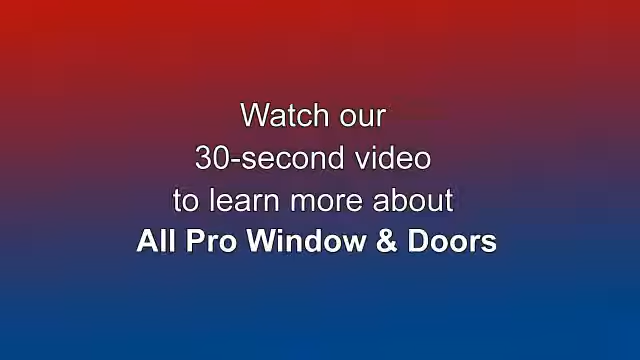 Watch our
30-second video
to learn more about
All Pro Window & Doors